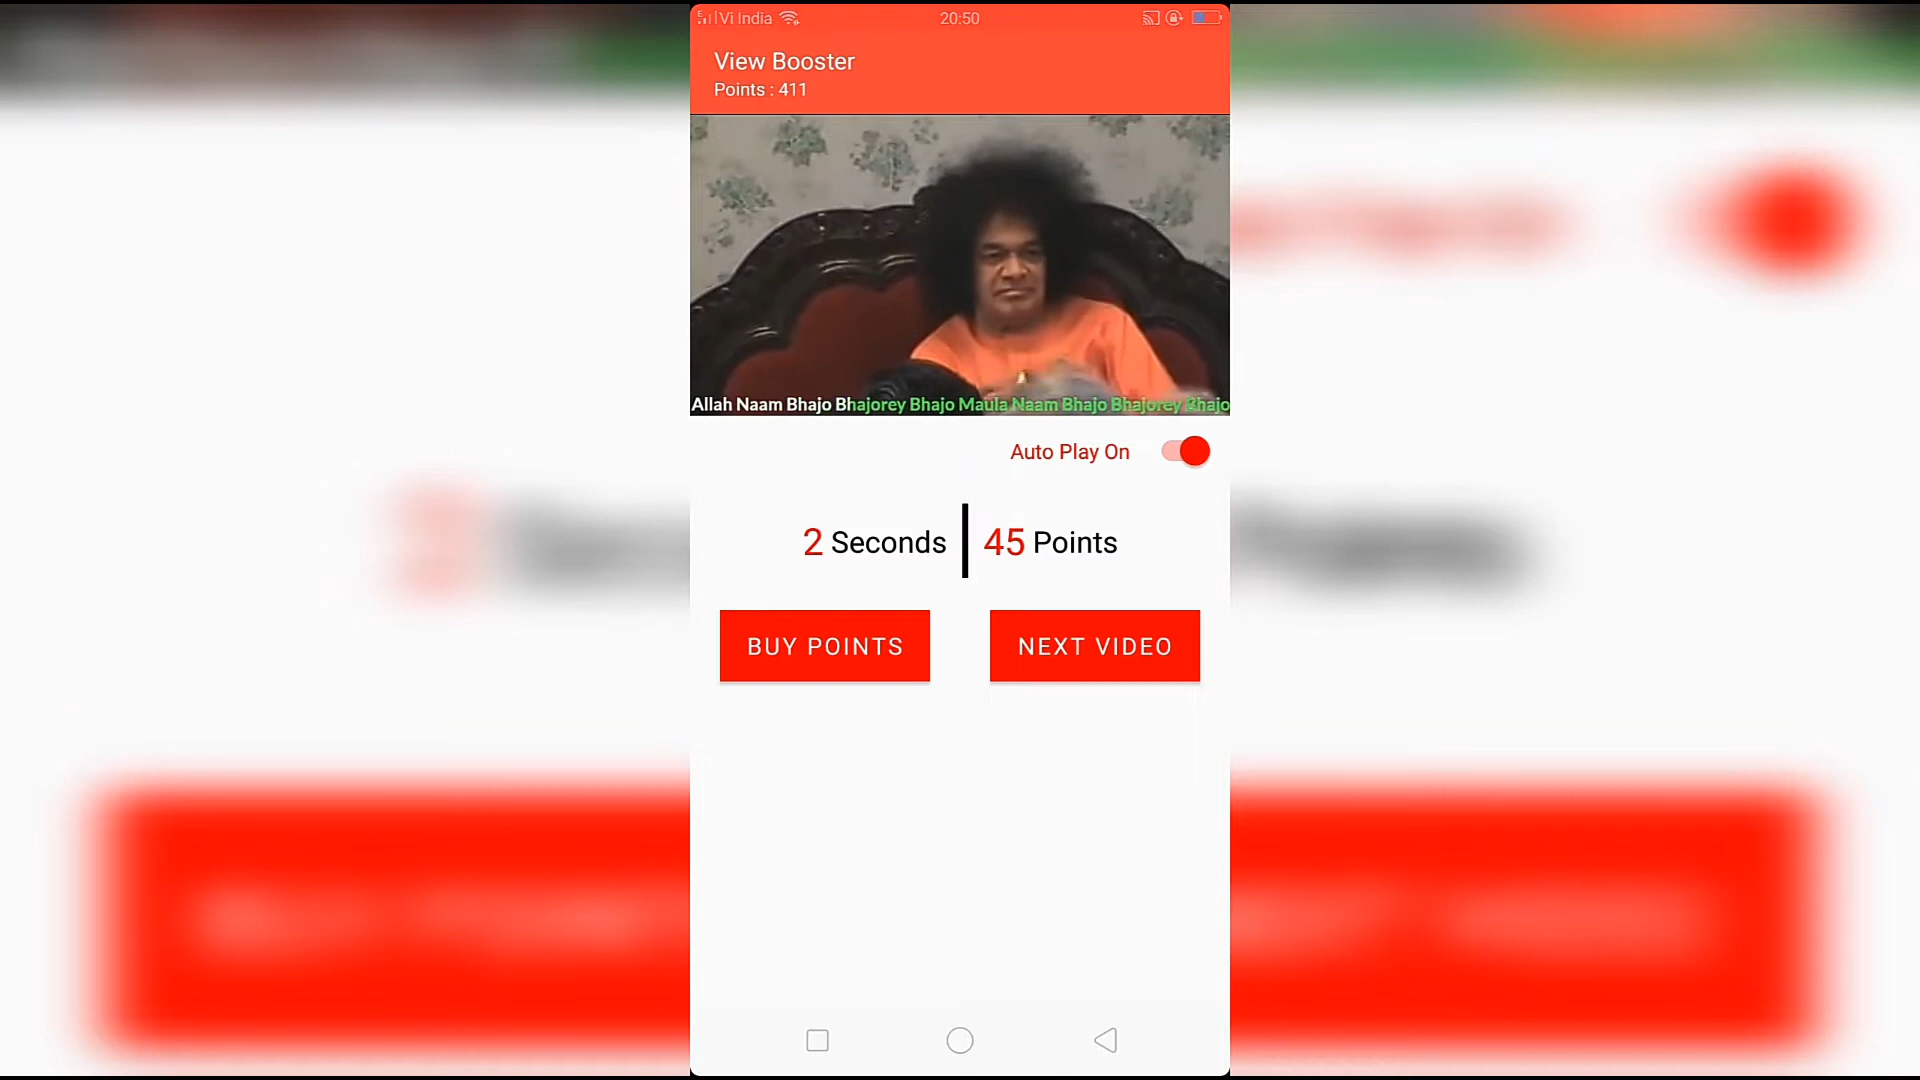 Vi India
20:50
View Booster
Points : 411
Allah Naam Bhajo Bhajorey Bhajo Maula Naam Bhajo Bhajorey Bhajo
Auto Play On
2 Seconds
45 Points
BUY POINTS
NEXT VIDEO